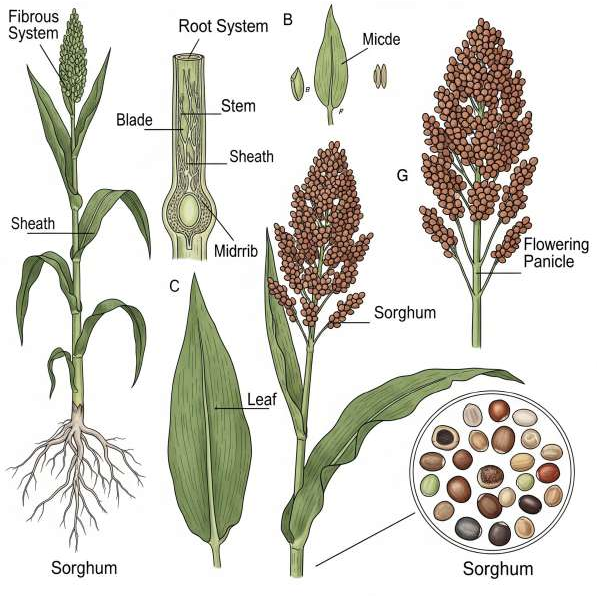 Fibrous
System
Root System
B
Micde
B
P
Blade
Stem
Sheath
Sheath
Midrrib
G
Flowering
Panicle
C
Sorghum
Leaf
Sorghum
Sorghum